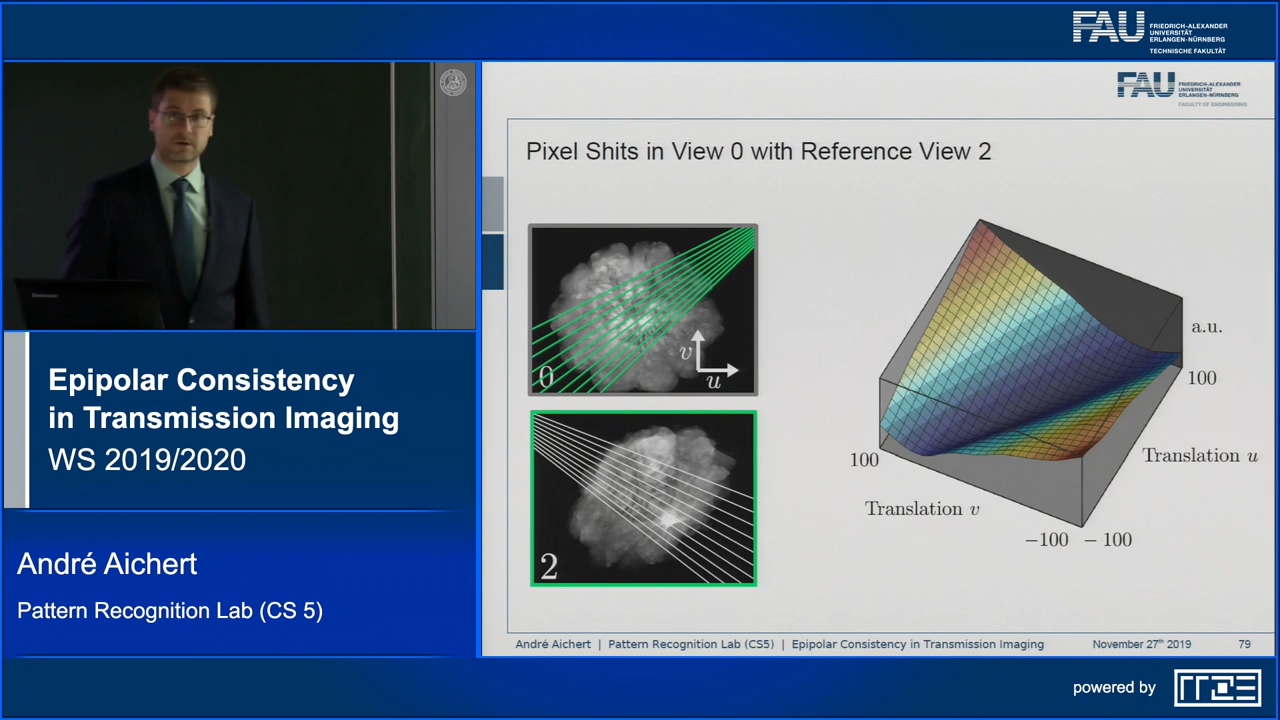 FAU
FRIEDRICH-ALEXANDER
UNIVERSITÄT
ERLANGEN-NÜRNBERG
TECHNISCHE FAKULTÄT
FAU
FRIEDRICH-ALEXANDER
UNIVERSITÄT
ERLANGEN-NÜRNBERG
FACULTY OF ENGINEERING
Pixel Shits in View 0 with Reference View 2
v
u
0
2
a.u.
100
Translation u
100
Translation v
−100 − 100
Epipolar Consistency
in Transmission Imaging
WS 2019/2020
André Aichert
Pattern Recognition Lab (CS 5)
André Aichert | Pattern Recognition Lab (CS5) | Epipolar Consistency in Transmission Imaging November 27th 2019 79
powered by
RRZE